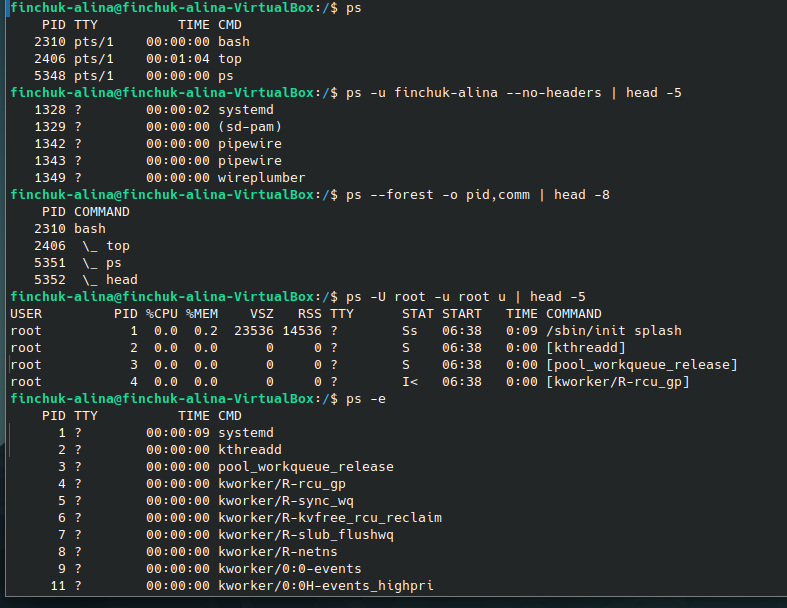 finchuk-alina@finchuk-alina-VirtualBox:/$ ps
    PID TTY          TIME CMD
   2310 pts/1    00:00:00 bash
   2406 pts/1    00:01:04 top
   5348 pts/1    00:00:00 ps
finchuk-alina@finchuk-alina-VirtualBox:/$ ps -u finchuk-alina --no-headers | head -5
   1328 ?        00:00:02 systemd
   1329 ?        00:00:00 (sd-pam)
   1342 ?        00:00:00 pipewire
   1343 ?        00:00:00 pipewire
   1349 ?        00:00:00 wireplumber
finchuk-alina@finchuk-alina-VirtualBox:/$ ps --forest -o pid,comm | head -8
    PID COMMAND
   2310 bash
   2406  \_ top
   5351  \_ ps
   5352  \_ head
finchuk-alina@finchuk-alina-VirtualBox:/$ ps -U root -u root u | head -5
USER         PID %CPU %MEM    VSZ   RSS TTY      STAT START   TIME COMMAND
root           1  0.0  0.2  23536 14536 ?        Ss   06:38   0:09 /sbin/init splash
root           2  0.0  0.0      0     0 ?        S    06:38   0:00 [kthreadd]
root           3  0.0  0.0      0     0 ?        S    06:38   0:00 [pool_workqueue_release]
root           4  0.0  0.0      0     0 ?        I<   06:38   0:00 [kworker/R-rcu_gp]
finchuk-alina@finchuk-alina-VirtualBox:/$ ps -e
    PID TTY          TIME CMD
      1 ?        00:00:09 systemd
      2 ?        00:00:00 kthreadd
      3 ?        00:00:00 pool_workqueue_release
      4 ?        00:00:00 kworker/R-rcu_gp
      5 ?        00:00:00 kworker/R-sync_wq
      6 ?        00:00:00 kworker/R-kvfree_rcu_reclaim
      7 ?        00:00:00 kworker/R-slub_flushwq
      8 ?        00:00:00 kworker/R-netns
      9 ?        00:00:00 kworker/0:0-events
     11 ?        00:00:00 kworker/0:0H-events_highpri